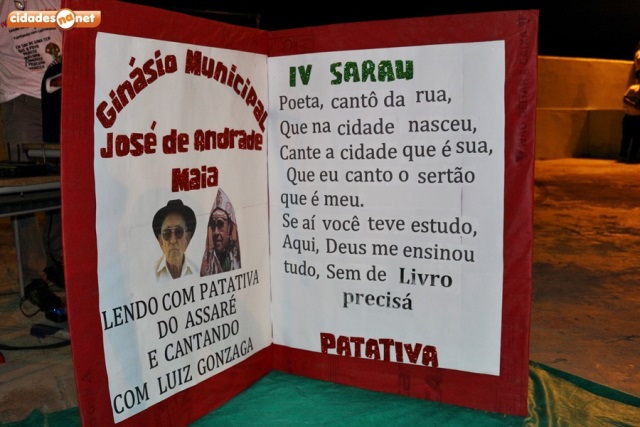 cidadesnanet
Ginásio Municipal
José de Andrade
Maia
LENDO COM PATATIVA
DO ASSARÉ
E CANTANDO
COM LUIZ GONZAGA
IV SARAU
Poeta, cantô da rua,
Que na cidade nasceu,
Cante a cidade que é sua,
Que eu canto o sertão
que é meu.
Se aí você teve estudo,
Aqui, Deus me ensinou
tudo, Sem de Livro
precisá
PATATIVA